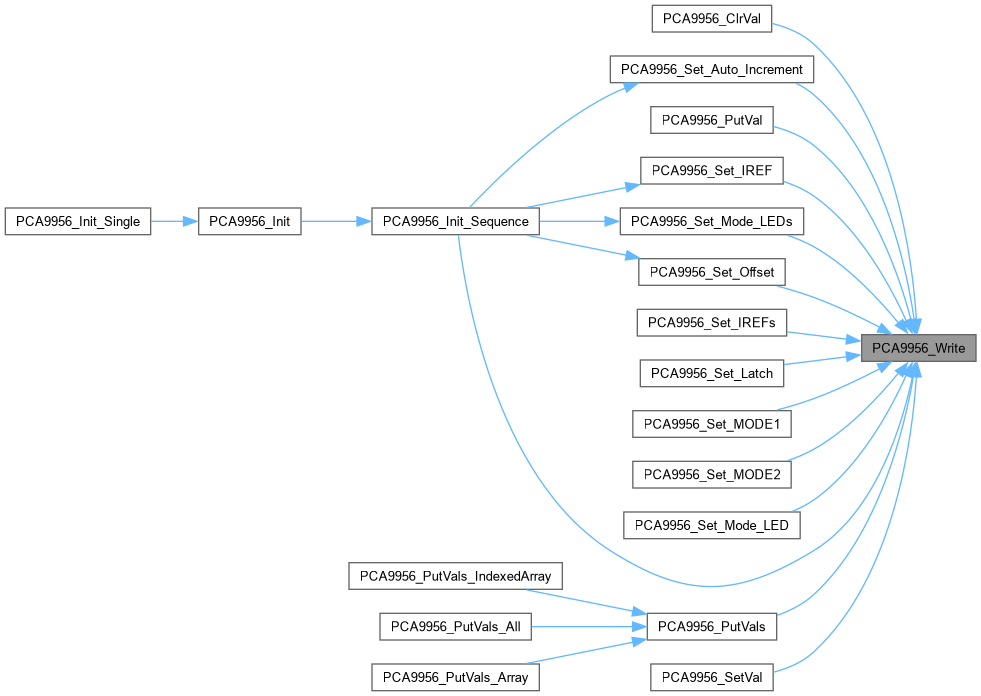 PCA9956_ClrVal
PCA9956_Set_Auto_Increment
PCA9956_PutVal
PCA9956_Set_IREF
PCA9956_Init_Single
PCA9956_Init
PCA9956_Init_Sequence
PCA9956_Set_Mode_LEDs
PCA9956_Set_Offset
PCA9956_Set_IREFs
PCA9956_Write
PCA9956_Set_Latch
PCA9956_Set_MODE1
PCA9956_Set_MODE2
PCA9956_Set_Mode_LED
PCA9956_PutVals_IndexedArray
PCA9956_PutVals_All
PCA9956_PutVals
PCA9956_PutVals_Array
PCA9956_SetVal